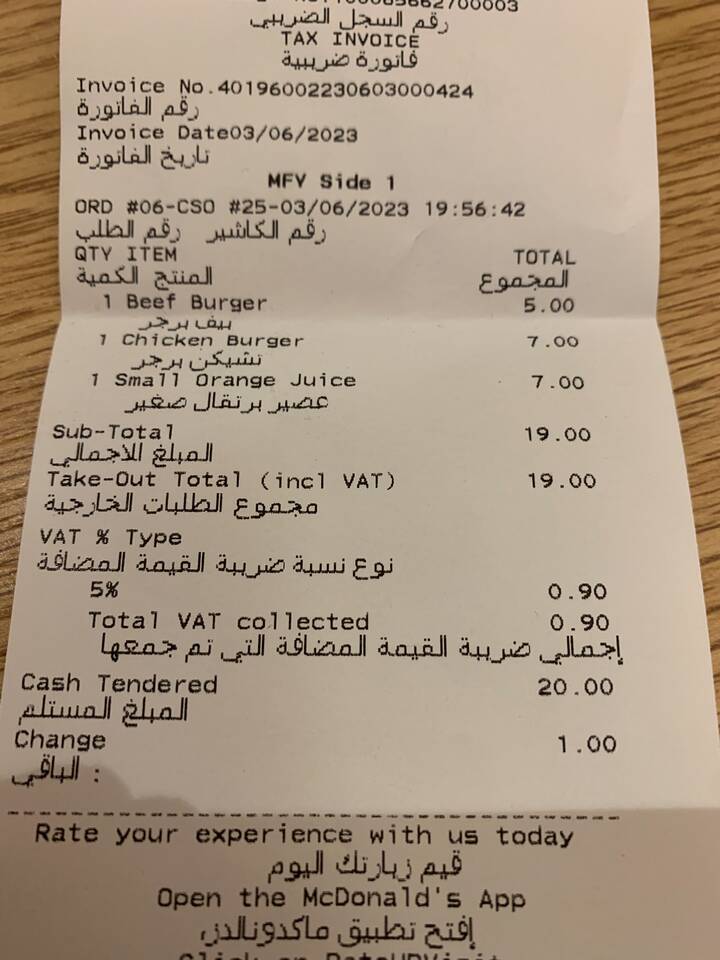 رقم السجل الضريبي
TAX INVOICE
فاتورة ضريبية
Invoice No.40196002230603000424
رقم الفاتورة
Invoice Date03/06/2023
تاريخ الفاتورة
MFY Side 1
ORD #06-CSO #25-03/06/2023 19:56:42
رقم الكاشير رقم الطلب
QTY ITEM TOTAL
المنتج الكمية المجموع
1 Beef Burger 5.00
بيف برجر
1 Chicken Burger 7.00
تشيكن برجر
1 Small Orange Juice 7.00
عصير برتقال صغير
Sub-Total 19.00
المبلغ الاجمالي
Take-Out Total (incl VAT) 19.00
مجموع الطلبات الخارجية
VAT % Type
نوع نسبة ضريبة القيمة المضافة
5% 0.90
Total VAT collected 0.90
إجمالي ضريبة القيمة المضافة التي تم جمعها
Cash Tendered 20.00
المبلغ المستلم
Change 1.00
الباقي :
Rate your experience with us today
قيم زيارتك اليوم
Open the McDonald's App
إفتح تطبيق ماكدونالدز